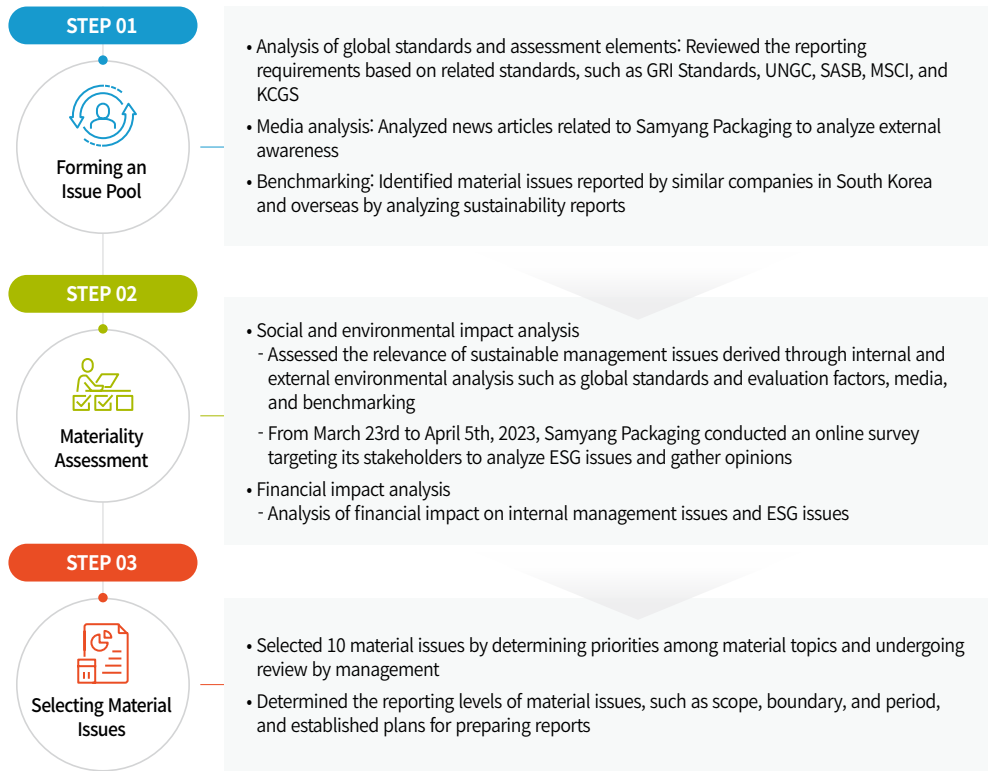 STEP 01
Forming an
Issue Pool
• Analysis of global standards and assessment elements: Reviewed the reporting
requirements based on related standards, such as GRI Standards, UNGC, SASB, MSCI, and
KCGS
• Media analysis: Analyzed news articles related to Samyang Packaging to analyze external
awareness
• Benchmarking: Identified material issues reported by similar companies in South Korea
and overseas by analyzing sustainability reports
STEP 02
Materiality
Assessment
• Social and environmental impact analysis
- Assessed the relevance of sustainable management issues derived through internal and
external environmental analysis such as global standards and evaluation factors, media,
and benchmarking
- From March 23rd to April 5th, 2023, Samyang Packaging conducted an online survey
targeting its stakeholders to analyze ESG issues and gather opinions
• Financial impact analysis
- Analysis of financial impact on internal management issues and ESG issues
STEP 03
Selecting Material
Issues
• Selected 10 material issues by determining priorities among material topics and undergoing
review by management
• Determined the reporting levels of material issues, such as scope, boundary, and period,
and established plans for preparing reports